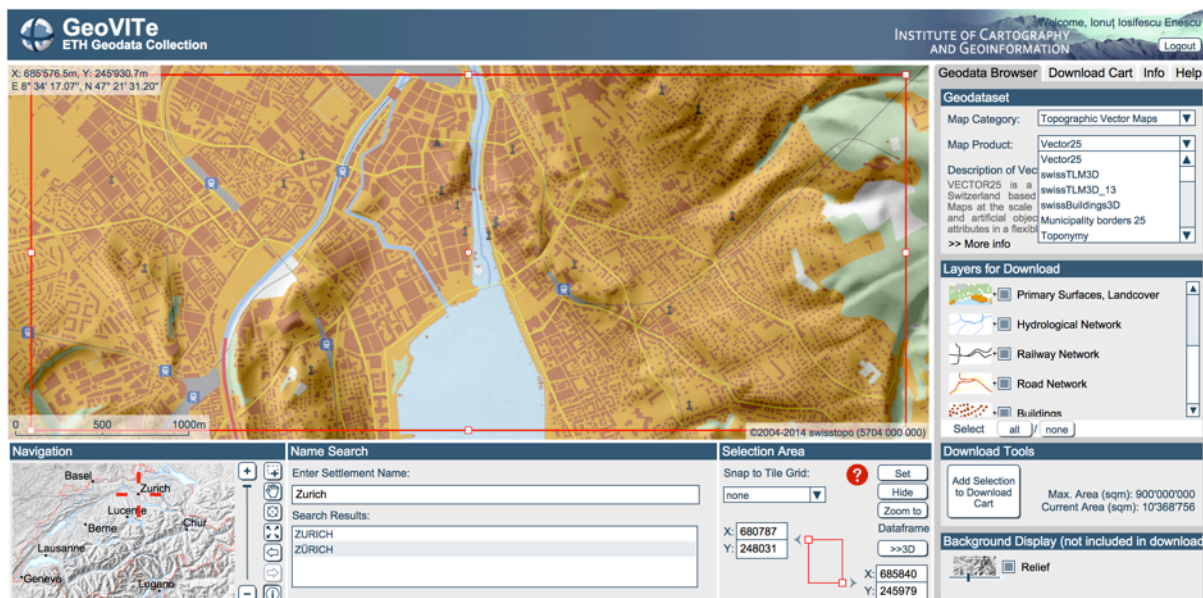 GeoVITe
ETH Geodata Collection
INSTITUTE OF CARTOGRAPHY
AND GEOINFORMATION
Welcome, Ionuţ Iosifescu Enescu
Logout
X: 685'576.5m, Y: 245'930.7m
E 8° 34' 17.07", N 47° 21' 31.20"
0 500 1000m
©2004-2014 swisstopo (5704 000 000)
Geodata Browser Download Cart Info Help
Geodataset
Map Category: Topographic Vector Maps
Map Product: Vector25
Vector25
swissTLM3D
swissTLM3D_13
swissBuildings3D
Municipality borders 25
Toponymy
Description of Vec
VECTOR25 is a
Switzerland based
Maps at the scale
and artificial objec
attributes in a flexibl
>> More info
Layers for Download
Primary Surfaces, Landcover
Hydrological Network
Railway Network
Road Network
Buildings
Select all / none
Navigation
Basel
Zurich
Lucerne
Berne
Chur
Lausanne
Geneva
Lugano
Name Search
Enter Settlement Name:
Zurich
Search Results:
ZURICH
ZÜRICH
Selection Area
Snap to Tile Grid:
none
?
Set
Hide
Zoom to
Dataframe
>>3D
X: 680787
Y: 248031
X: 685840
Y: 245979
Download Tools
Add Selection
to Download
Cart
Max. Area (sqm): 900'000'000
Current Area (sqm): 10'368'756
Background Display (not included in download
Relief